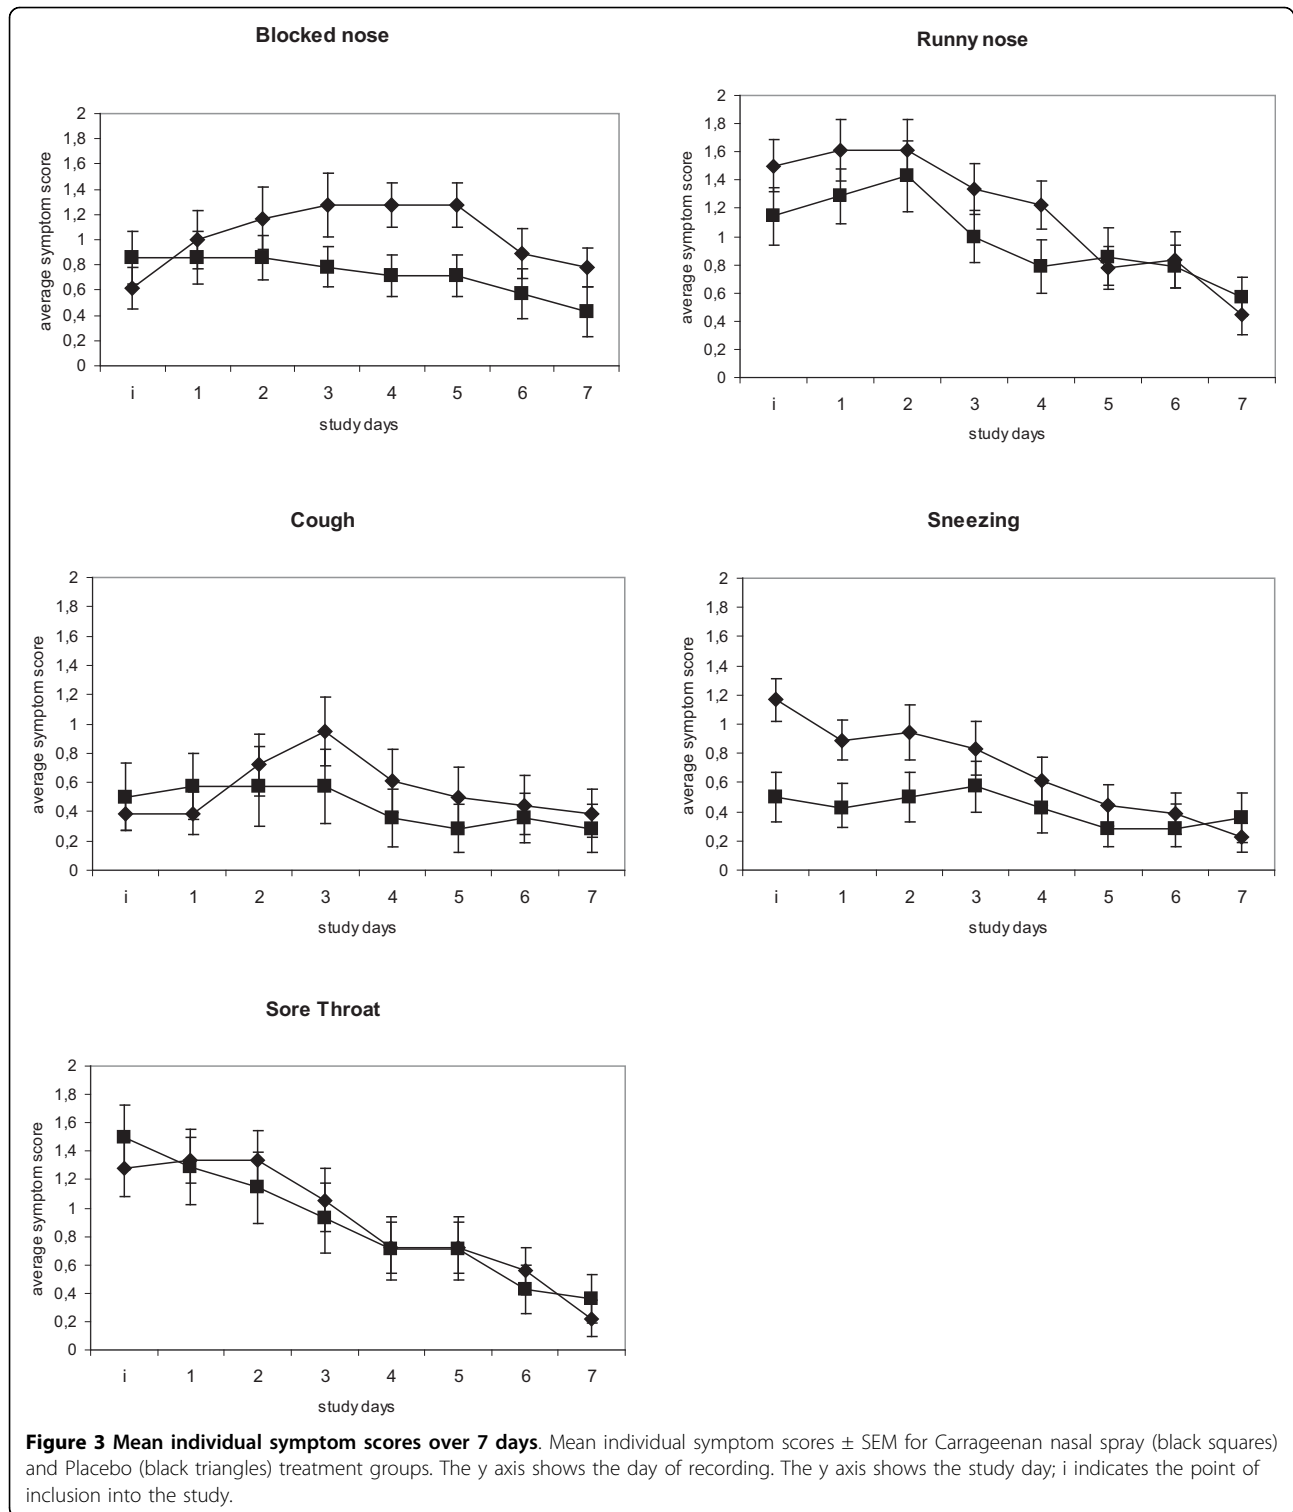 Blocked nose
2
1,8
1,6
1,4
1,2
1
0,8
0,6
0,4
0,2
0
average symptom score
i 1 2 3 4 5 6 7
study days
Runny nose
2
1,8
1,6
1,4
1,2
1
0,8
0,6
0,4
0,2
0
average symptom score
i 1 2 3 4 5 6 7
study days
Cough
2
1,8
1,6
1,4
1,2
1
0,8
0,6
0,4
0,2
0
average symptom score
i 1 2 3 4 5 6 7
study days
Sneezing
2
1,8
1,6
1,4
1,2
1
0,8
0,6
0,4
0,2
0
average symptom score
i 1 2 3 4 5 6 7
study days
Sore Throat
2
1,8
1,6
1,4
1,2
1
0,8
0,6
0,4
0,2
0
average symptom score
i 1 2 3 4 5 6 7
study days
Figure 3 Mean individual symptom scores over 7 days. Mean individual symptom scores ± SEM for Carrageenan nasal spray (black squares)
and Placebo (black triangles) treatment groups. The y axis shows the day of recording. The y axis shows the study day; i indicates the point of
inclusion into the study.